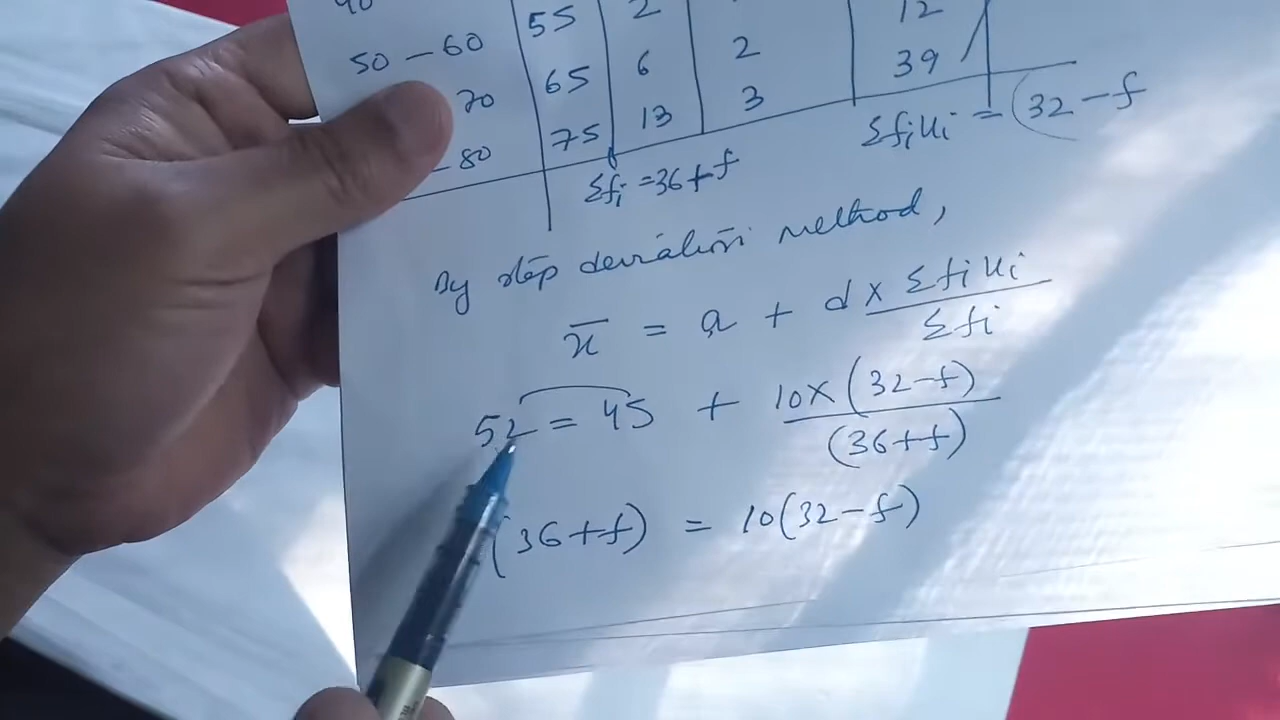 40
55 2 12
50-60 65 6 2 39
70 75 13 3 Σfiui = (32-f
-80 Σfi = 36+f
By step deviation method,
x̄ = a + d × Σfiui / Σfi
52 = 45 + 10×(32-f) / (36+f)
(36+f) = 10(32-f)